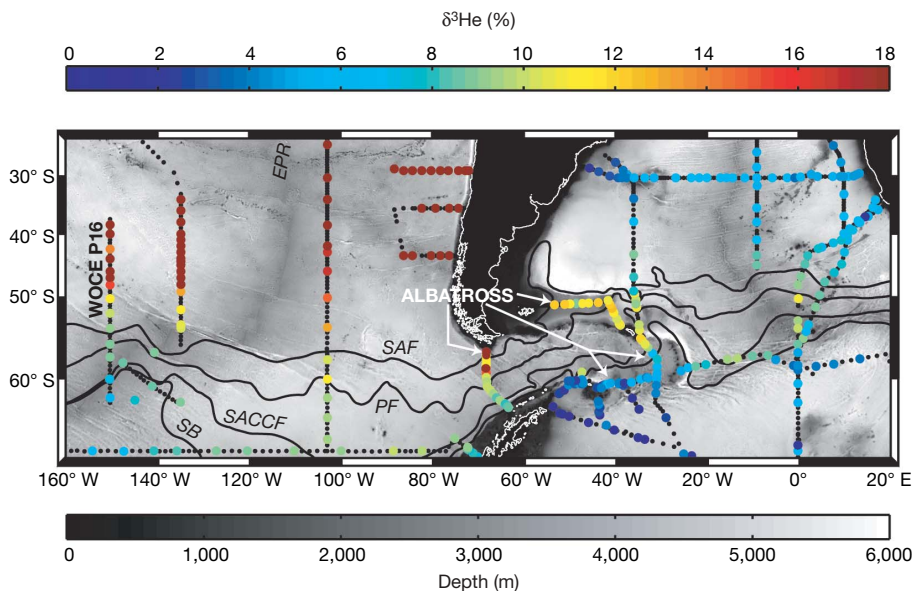 δ³He (%)
0 2 4 6 8 10 12 14 16 18
EPR
30° S
WOCE P16
40° S
50° S
ALBATROSS
SAF
60° S
PF
SACCF
SB
160° W 140° W 120° W 100° W 80° W 60° W 40° W 20° W 0° 20° E
0 1,000 2,000 3,000 4,000 5,000 6,000
Depth (m)